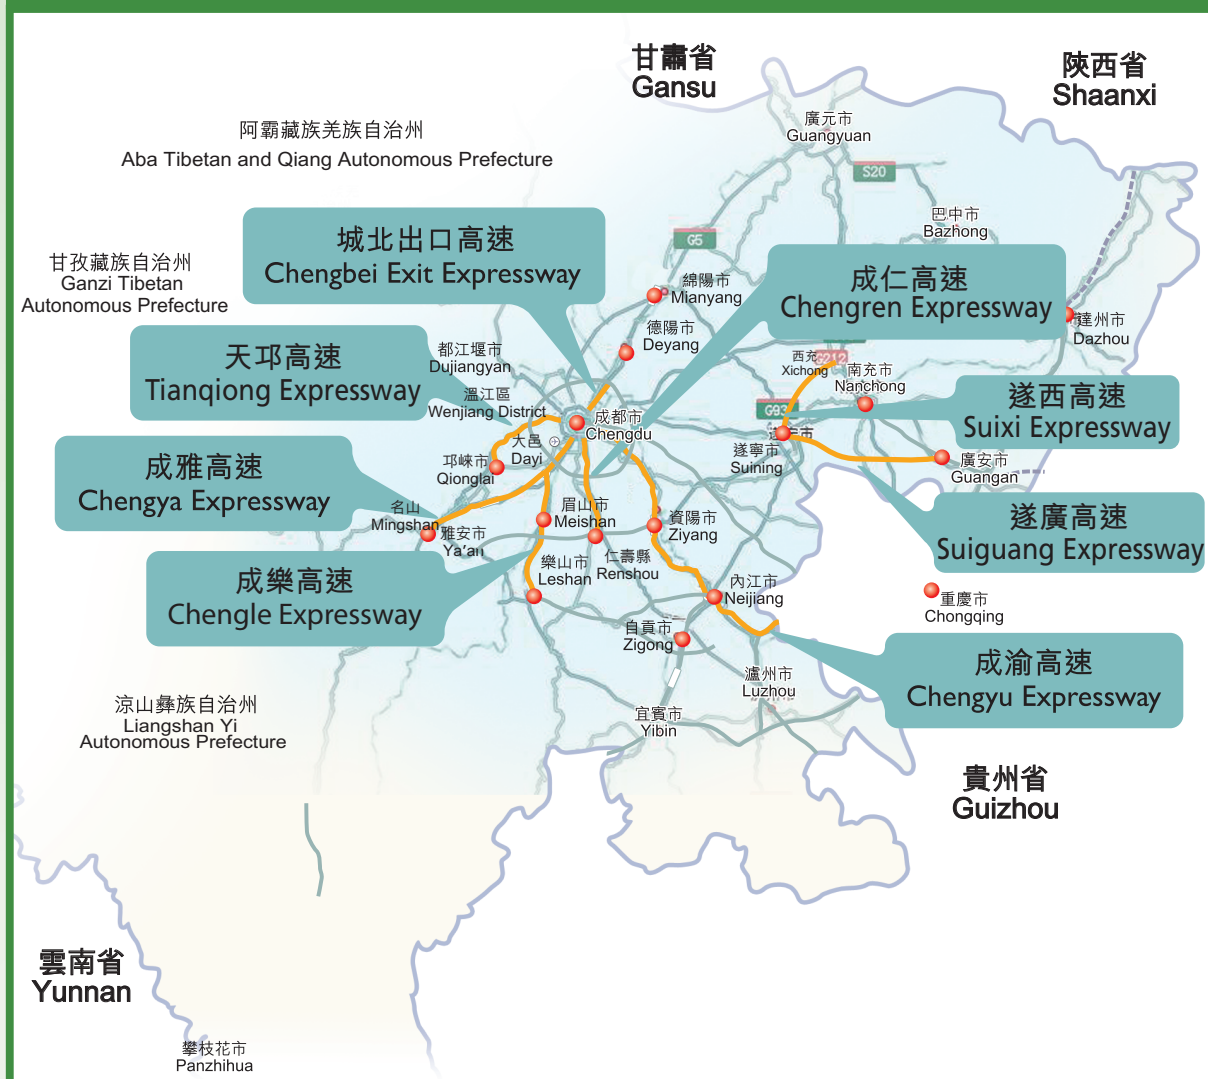 甘肅省
Gansu
陝西省
Shaanxi
廣元市
Guangyuan
阿霸藏族羌族自治州
Aba Tibetan and Qiang Autonomous Prefecture
S20
巴中市
Bazhong
城北出口高速
Chengbei Exit Expressway
G5
甘孜藏族自治州
Ganzi Tibetan
Autonomous Prefecture
綿陽市
Mianyang
成仁高速
Chengren Expressway
德陽市
Deyang
達州市
Dazhou
天邛高速
Tianqiong Expressway
都江堰市
Dujiangyan
西充
Xichong
G212
南充市
Nanchong
溫江區
Wenjiang District
成都市
Chengdu
G93
遂西高速
Suixi Expressway
大邑
Dayi
遂寧市
Suining
成雅高速
Chengya Expressway
邛崍市
Qionglai
廣安市
Guangan
名山
Mingshan
雅安市
Ya'an
眉山市
Meishan
資陽市
Ziyang
遂廣高速
Suiguang Expressway
成樂高速
Chengle Expressway
樂山市
Leshan
仁壽縣
Renshou
內江市
Neijiang
重慶市
Chongqing
自貢市
Zigong
成渝高速
Chengyu Expressway
瀘州市
Luzhou
涼山彝族自治州
Liangshan Yi
Autonomous Prefecture
宜賓市
Yibin
貴州省
Guizhou
雲南省
Yunnan
攀枝花市
Panzhihua